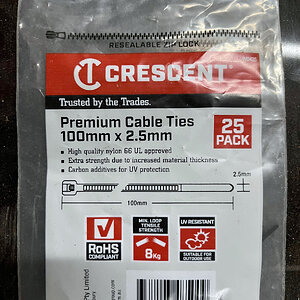 RESEALABLE ZIP LOCK
CRESCENT
Trusted by the Trades.
Premium Cable Ties
100mm x 2.5mm
25
PACK
• High quality nylon 66 UL approved
• Extra strength due to increased material thickness
• Carbon additives for UV protection
2.5mm
100mm
RoHS
COMPLIANT
MIN. LOOP
TENSILE
STRENGTH
8Kg
UV RESISTANT
SUITABLE FOR
OUTDOOR USE
Pty Limited